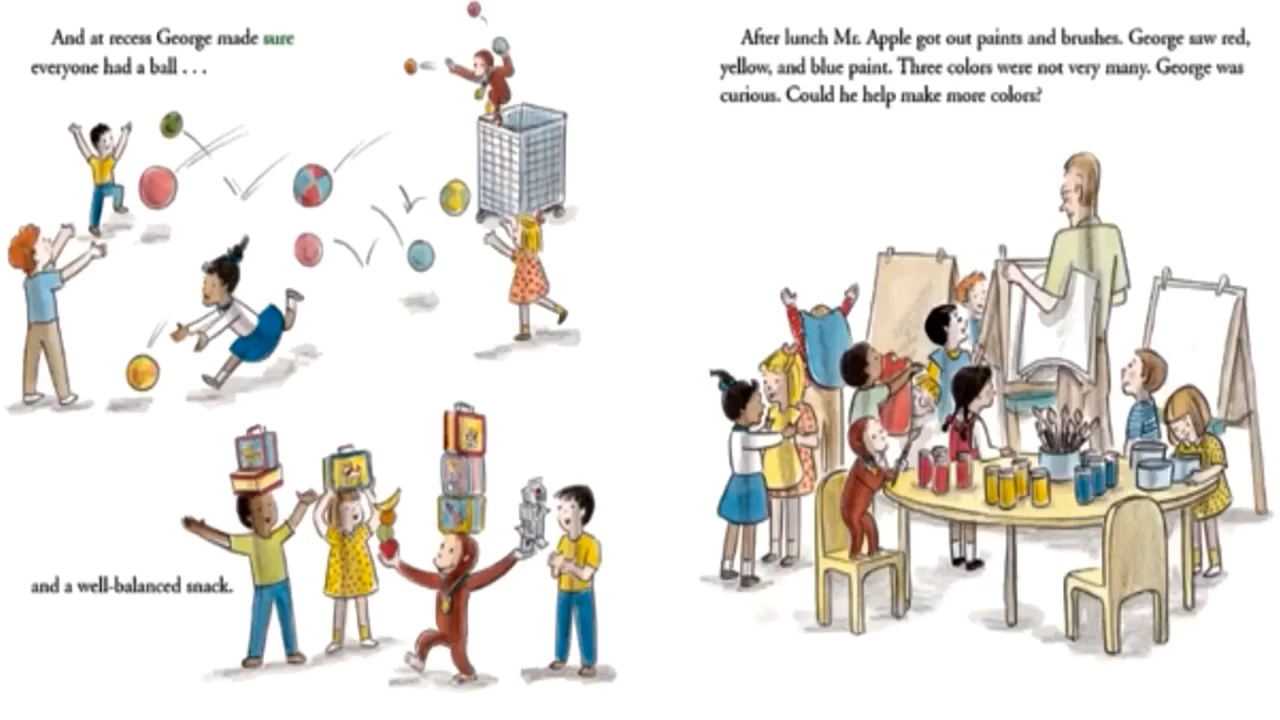 And at recess George made sure
everyone had a ball . . .
and a well-balanced snack.
After lunch Mr. Apple got out paints and brushes. George saw red,
yellow, and blue paint. Three colors were not very many. George was
curious. Could he help make more colors?